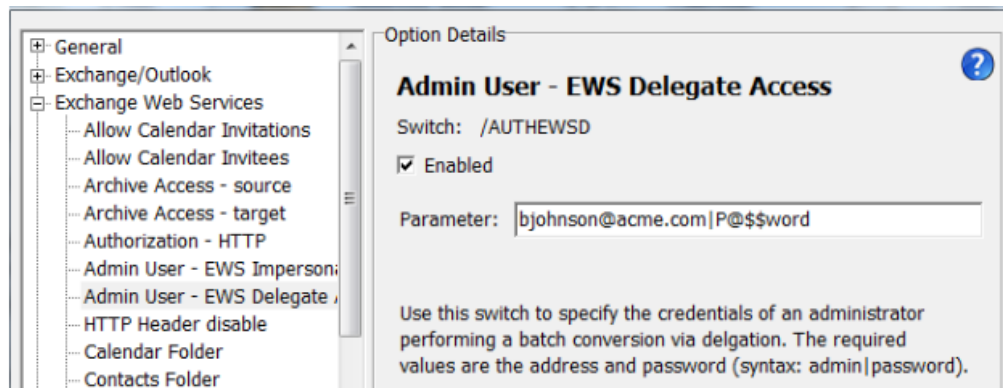 General
Exchange/Outlook
Exchange Web Services
Allow Calendar Invitations
Allow Calendar Invitees
Archive Access - source
Archive Access - target
Authorization - HTTP
Admin User - EWS Impersona
Admin User - EWS Delegate
HTTP Header disable
Calendar Folder
Contacts Folder
Option Details
?
Admin User - EWS Delegate Access
Switch: /AUTHEWSD
Enabled
Parameter: bjohnson@acme.com|P@$$word
Use this switch to specify the credentials of an administrator
performing a batch conversion via delgation. The required
values are the address and password (syntax: admin|password).